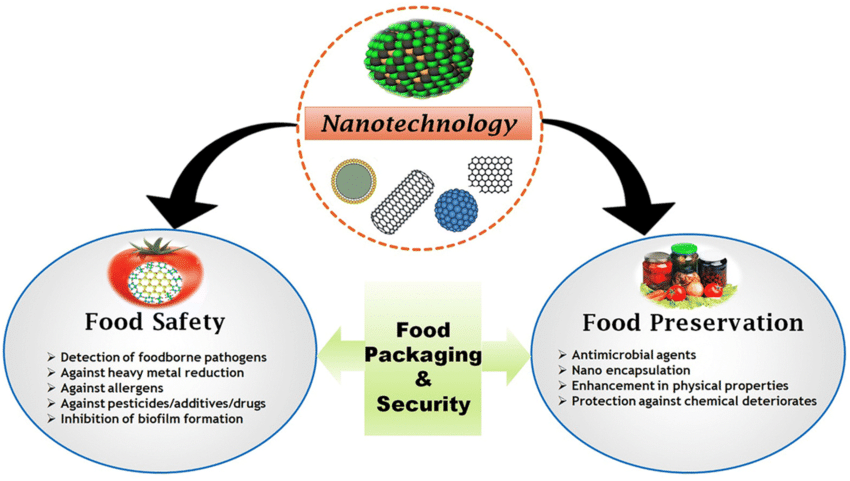 Nanotechnology
Food Safety
➢ Detection of foodborne pathogens
➢ Against heavy metal reduction
➢ Against allergens
➢ Against pesticides/additives/drugs
➢ Inhibition of biofilm formation
Food
Packaging
&
Security
Food Preservation
➢ Antimicrobial agents
➢ Nano encapsulation
➢ Enhancement in physical properties
➢ Protection against chemical deteriorates